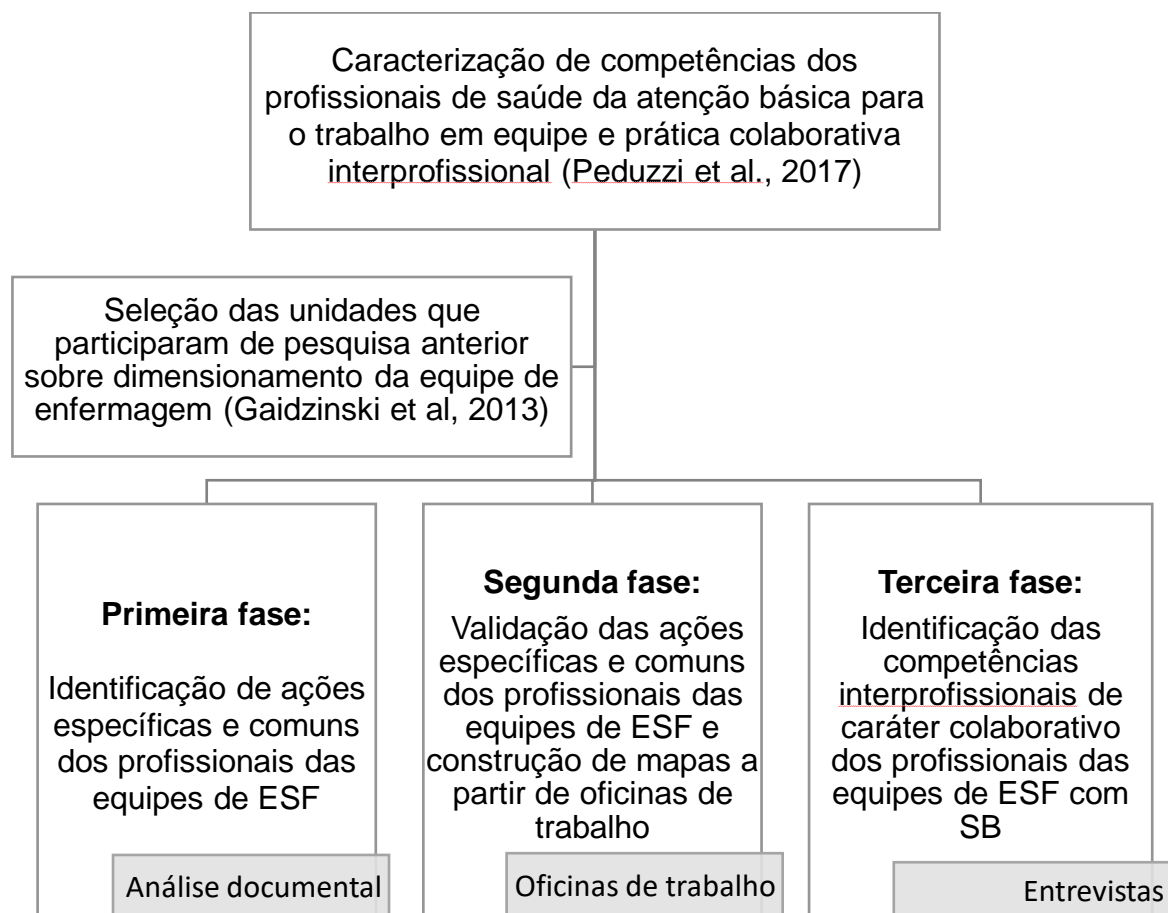 Caracterização de competências dos
profissionais de saúde da atenção básica para
o trabalho em equipe e prática colaborativa
interprofissional (Peduzzi et al., 2017)
Seleção das unidades que
participaram de pesquisa anterior
sobre dimensionamento da equipe de
enfermagem (Gaidzinski et al, 2013)
Primeira fase:
Identificação de ações
específicas e comuns
dos profissionais das
equipes de ESF
Análise documental
Segunda fase:
Validação das ações
específicas e comuns
dos profissionais das
equipes de ESF e
construção de mapas a
partir de oficinas de
trabalho
Oficinas de trabalho
Terceira fase:
Identificação das
competências
interprofissionais de
caráter colaborativo
dos profissionais das
equipes de ESF com
SB
Entrevistas